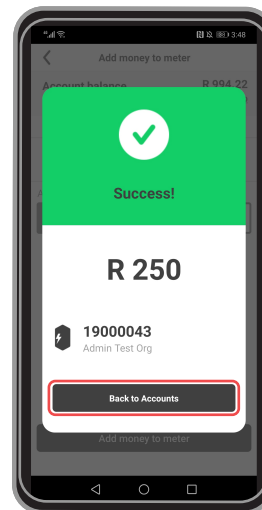 3:48
Add money to meter
Account balance R 994.22
Success!
R 250
19000043
Admin Test Org
Back to Accounts
Add money to meter